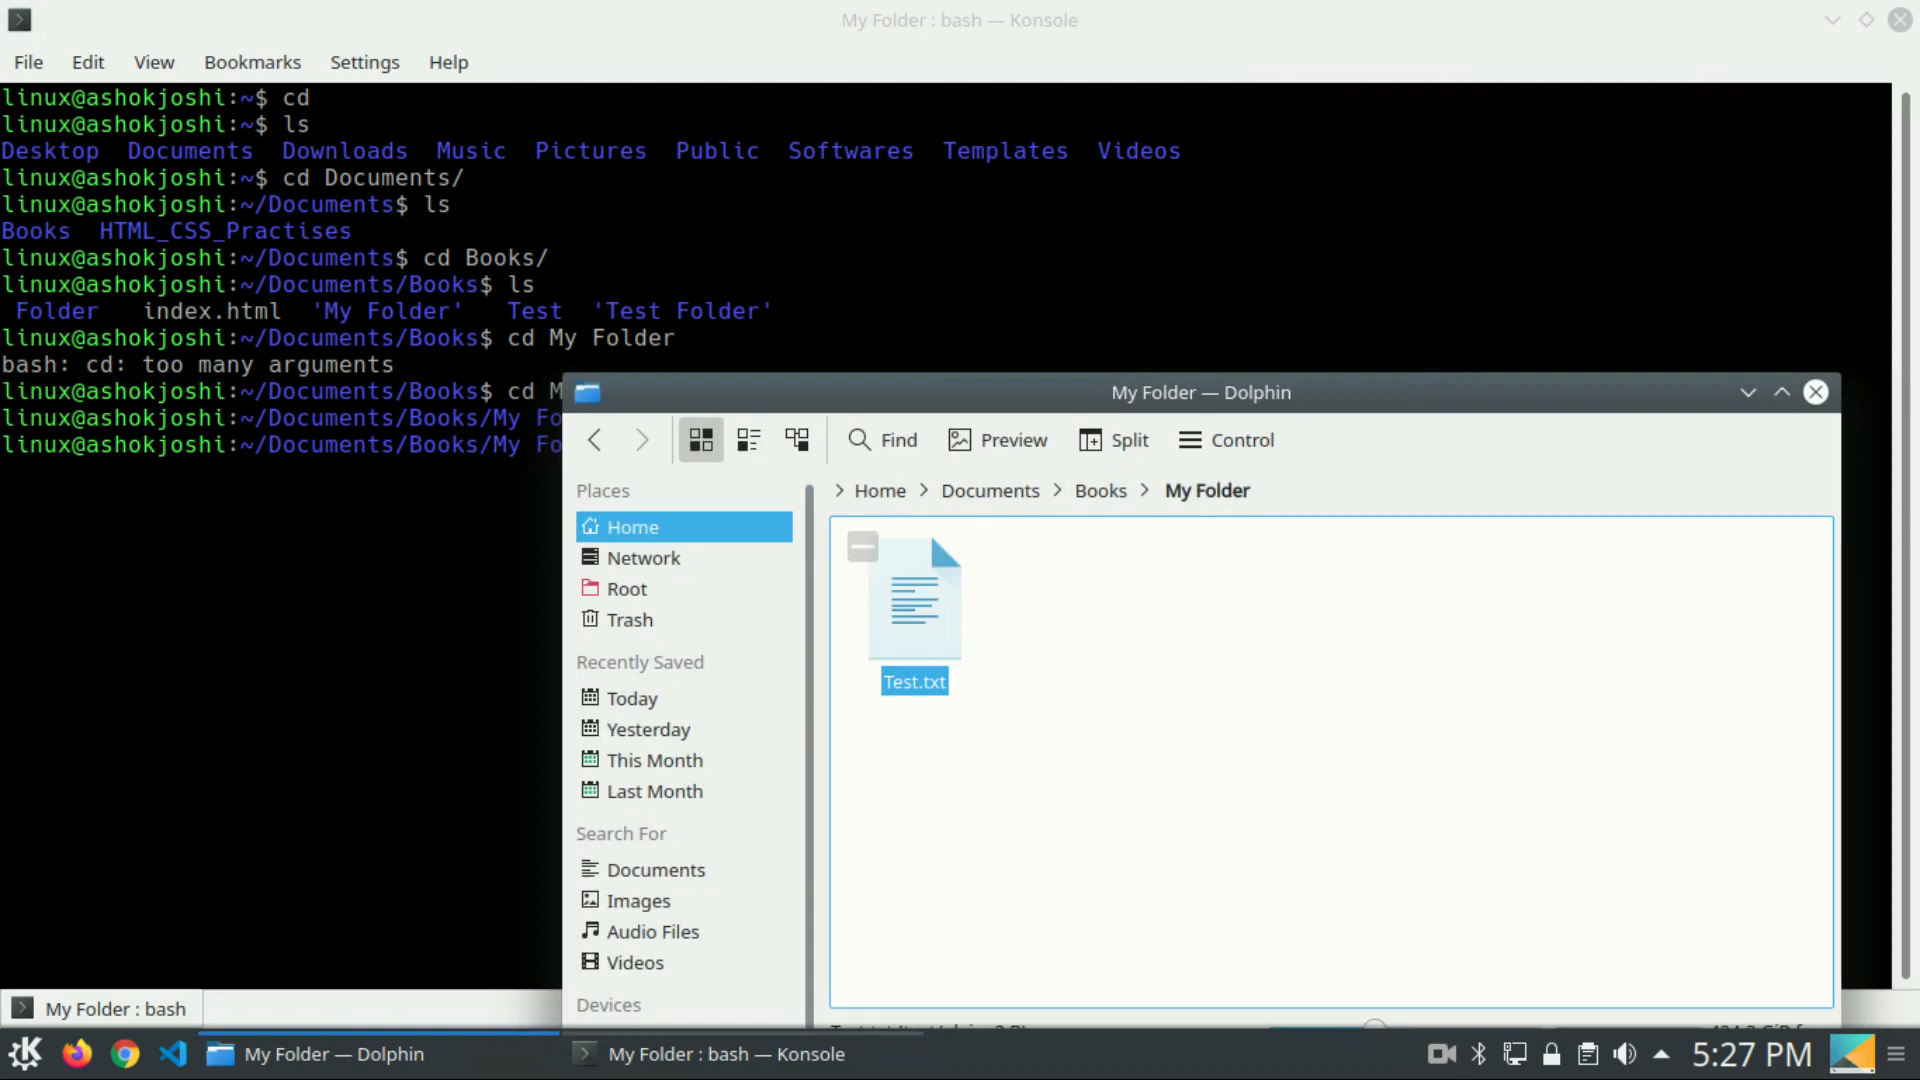 My Folder : bash — Konsole
File Edit View Bookmarks Settings Help
linux@ashokjoshi:~$ cd
linux@ashokjoshi:~$ ls
Desktop Documents Downloads Music Pictures Public Softwares Templates Videos
linux@ashokjoshi:~$ cd Documents/
linux@ashokjoshi:~/Documents$ ls
Books HTML_CSS_Practises
linux@ashokjoshi:~/Documents$ cd Books/
linux@ashokjoshi:~/Documents/Books$ ls
Folder index.html 'My Folder' Test 'Test Folder'
linux@ashokjoshi:~/Documents/Books$ cd My Folder
bash: cd: too many arguments
linux@ashokjoshi:~/Documents/Books$ cd M
linux@ashokjoshi:~/Documents/Books/My Fo
linux@ashokjoshi:~/Documents/Books/My Fo
My Folder — Dolphin
Find Preview Split Control
Places
Home
Network
Root
Trash
Recently Saved
Today
Yesterday
This Month
Last Month
Search For
Documents
Images
Audio Files
Videos
Devices
> Home > Documents > Books > My Folder
Test.txt
My Folder : bash
My Folder — Dolphin
My Folder : bash — Konsole
5:27 PM